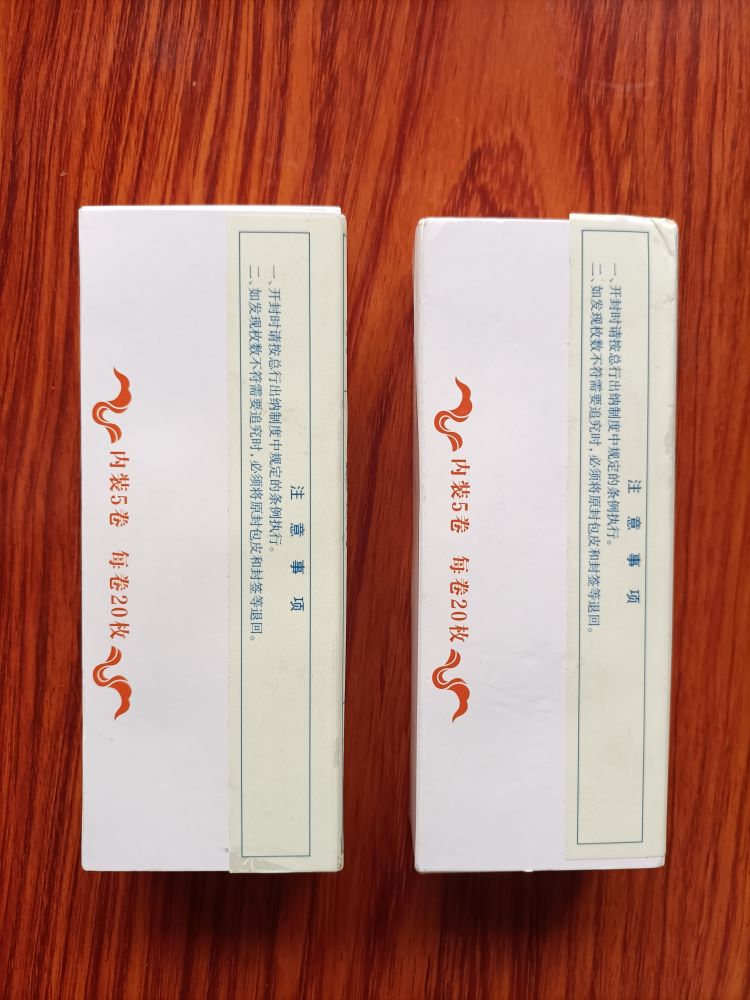 注意事项
一、开封时请按总行出纳制度中规定的条例执行。
二、如发现枚数不符需要追究时,必须将原封包皮和封签等退回。
内装5卷 每卷20枚
注意事项
一、开封时请按总行出纳制度中规定的条例执行。
二、如发现枚数不符需要追究时,必须将原封包皮和封签等退回。
内装5卷 每卷20枚